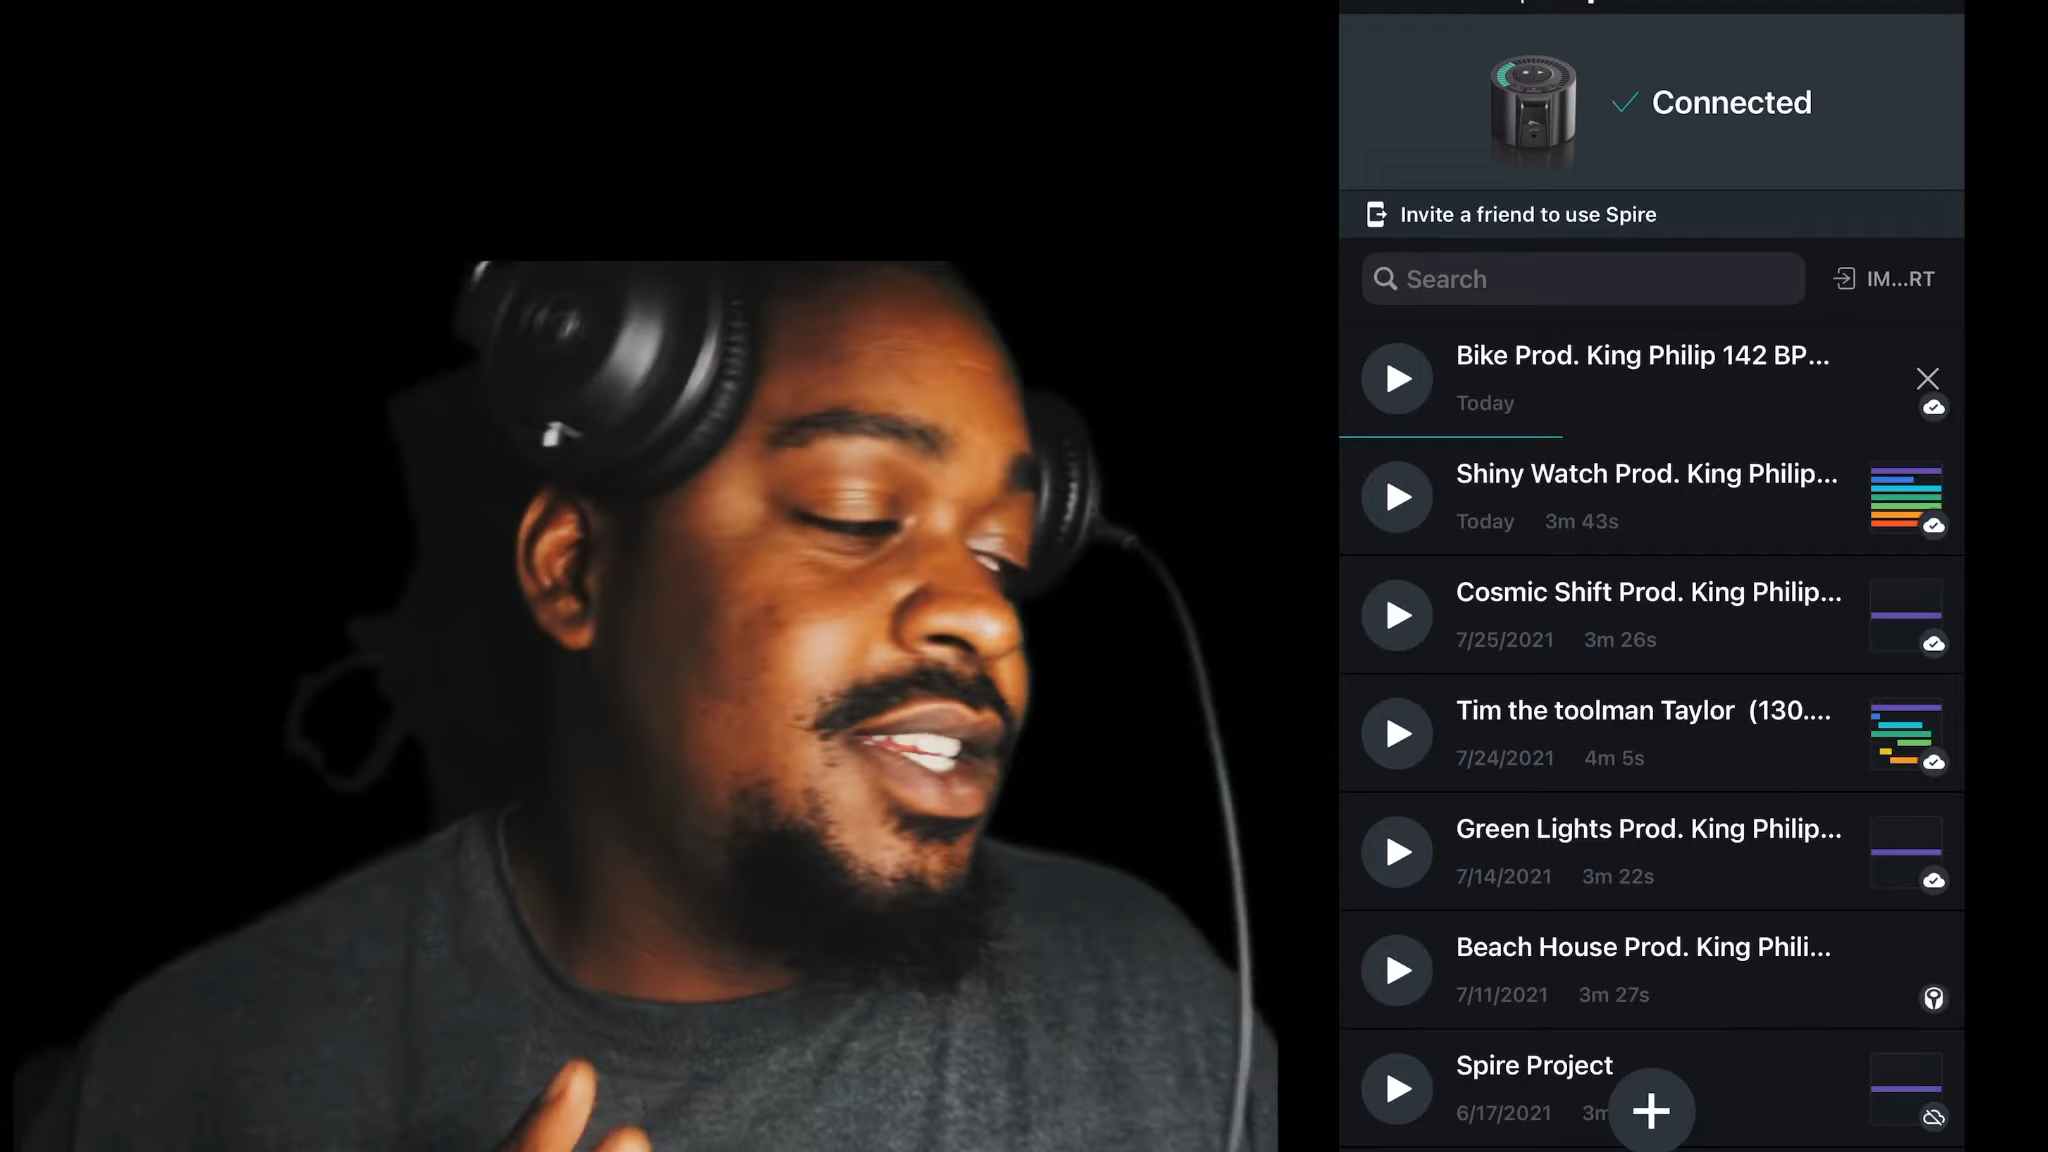 Connected
Invite a friend to use Spire
Search
IM...RT
Bike Prod. King Philip 142 BP...
Today
Shiny Watch Prod. King Philip...
Today 3m 43s
Cosmic Shift Prod. King Philip...
7/25/2021 3m 26s
Tim the toolman Taylor (130....
7/24/2021 4m 5s
Green Lights Prod. King Philip...
7/14/2021 3m 22s
Beach House Prod. King Phili...
7/11/2021 3m 27s
Spire Project
6/17/2021 3m